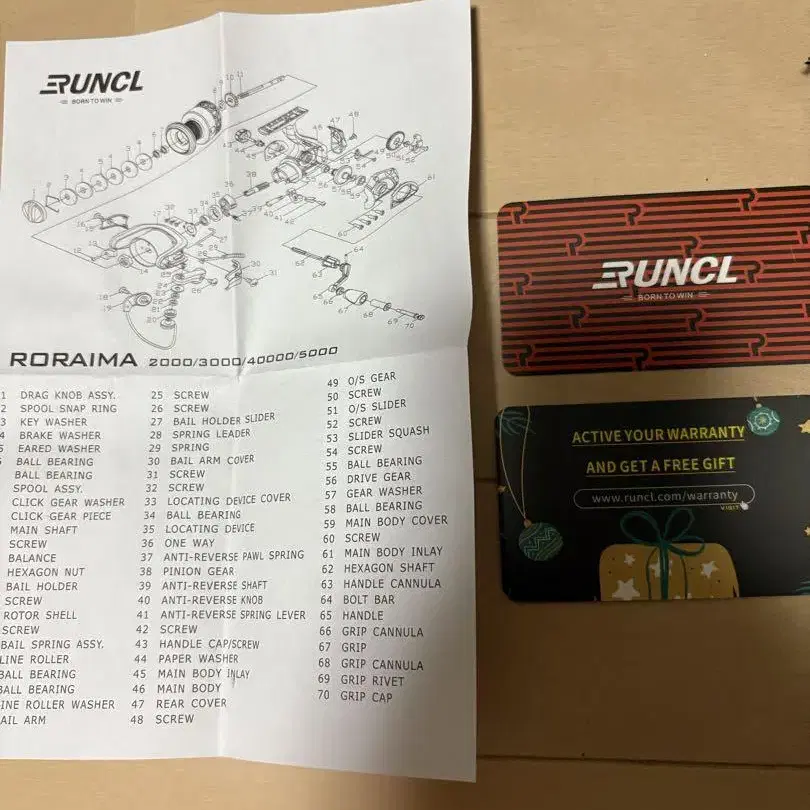 RUNCL
BORN TO WIN
RORAIMA 2000/3000/40000/5000
1 DRAG KNOB ASSY.
2 SPOOL SNAP RING
3 KEY WASHER
4 BRAKE WASHER
5 EARED WASHER
BALL BEARING
BALL BEARING
SPOOL ASSY.
CLICK GEAR WASHER
CLICK GEAR PIECE
MAIN SHAFT
SCREW
BALANCE
HEXAGON NUT
BAIL HOLDER
SCREW
ROTOR SHELL
SCREW
BAIL SPRING ASSY.
LINE ROLLER
BALL BEARING
BALL BEARING
INE ROLLER WASHER
AIL ARM
25 SCREW
26 SCREW
27 BAIL HOLDER SLIDER
28 SPRING LEADER
29 SPRING
30 BAIL ARM COVER
31 SCREW
32 SCREW
33 LOCATING DEVICE COVER
34 BALL BEARING
35 LOCATING DEVICE
36 ONE WAY
37 ANTI-REVERSE PAWL SPRING
38 PINION GEAR
39 ANTI-REVERSE SHAFT
40 ANTI-REVERSE KNOB
41 ANTI-REVERSE SPRING LEVER
42 SCREW
43 HANDLE CAP/SCREW
44 PAPER WASHER
45 MAIN BODY INLAY
46 MAIN BODY
47 REAR COVER
48 SCREW
49 O/S GEAR
50 SCREW
51 O/S SLIDER
52 SCREW
53 SLIDER SQUASH
54 SCREW
55 BALL BEARING
56 DRIVE GEAR
57 GEAR WASHER
58 BALL BEARING
59 MAIN BODY COVER
60 SCREW
61 MAIN BODY INLAY
62 HEXAGON SHAFT
63 HANDLE CANNULA
64 BOLT BAR
65 HANDLE
66 GRIP CANNULA
67 GRIP
68 GRIP CANNULA
69 GRIP RIVET
70 GRIP CAP
RUNCL
BORN TO WIN
ACTIVE YOUR WARRANTY
AND GET A FREE GIFT
www.runcl.com/warranty
VISIT